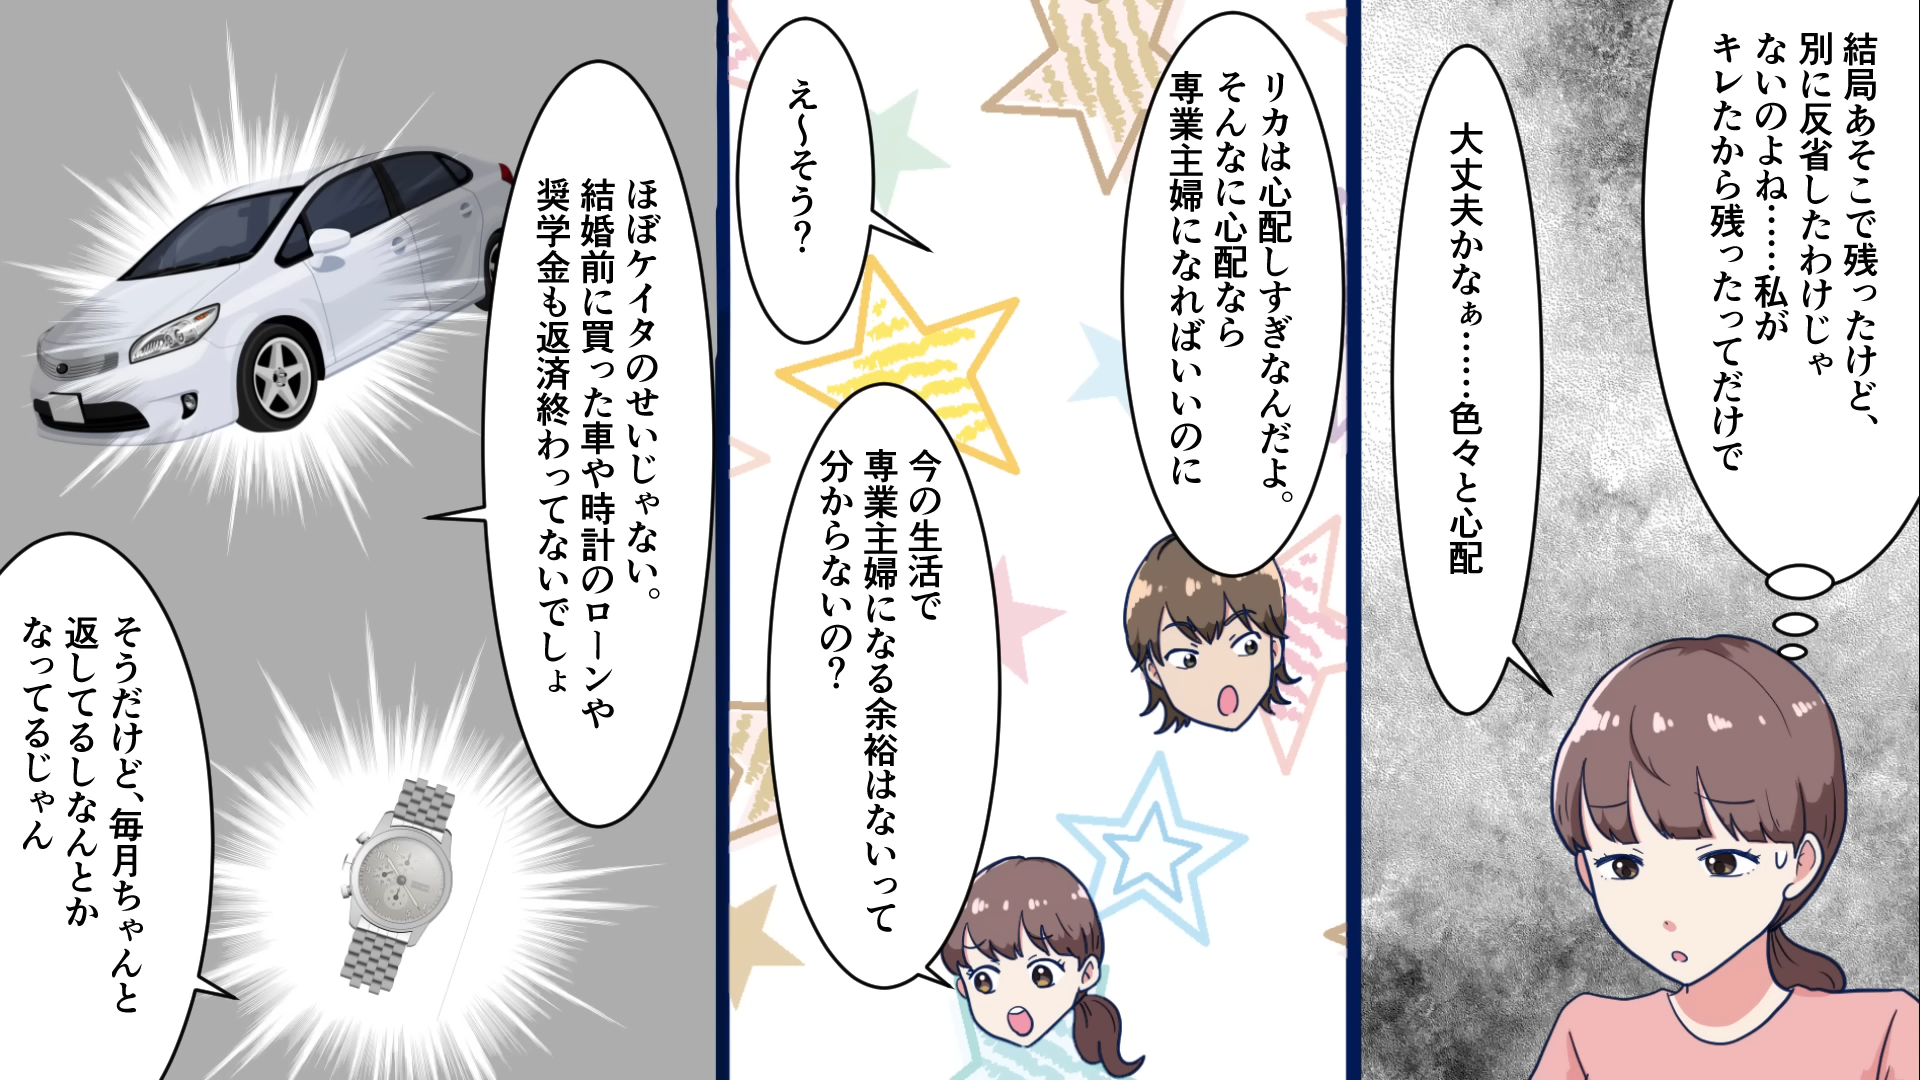 結局あそこで残ったけど、
別に反省したわけじゃ
ないのよね……私が
キレたから残ったってだけで
大丈夫かなぁ……色々と心配
リカは心配しすぎなんだよ。
そんなに心配なら
専業主婦になればいいのに
今の生活で
専業主婦になる余裕はないって
分からないの？
え～そう？
ほぼケイタのせいじゃない。
結婚前に買った車や時計のローンや
奨学金も返済終わってないでしょ
そうだけど、毎月ちゃんと
返してるしなんとか
なってるじゃん